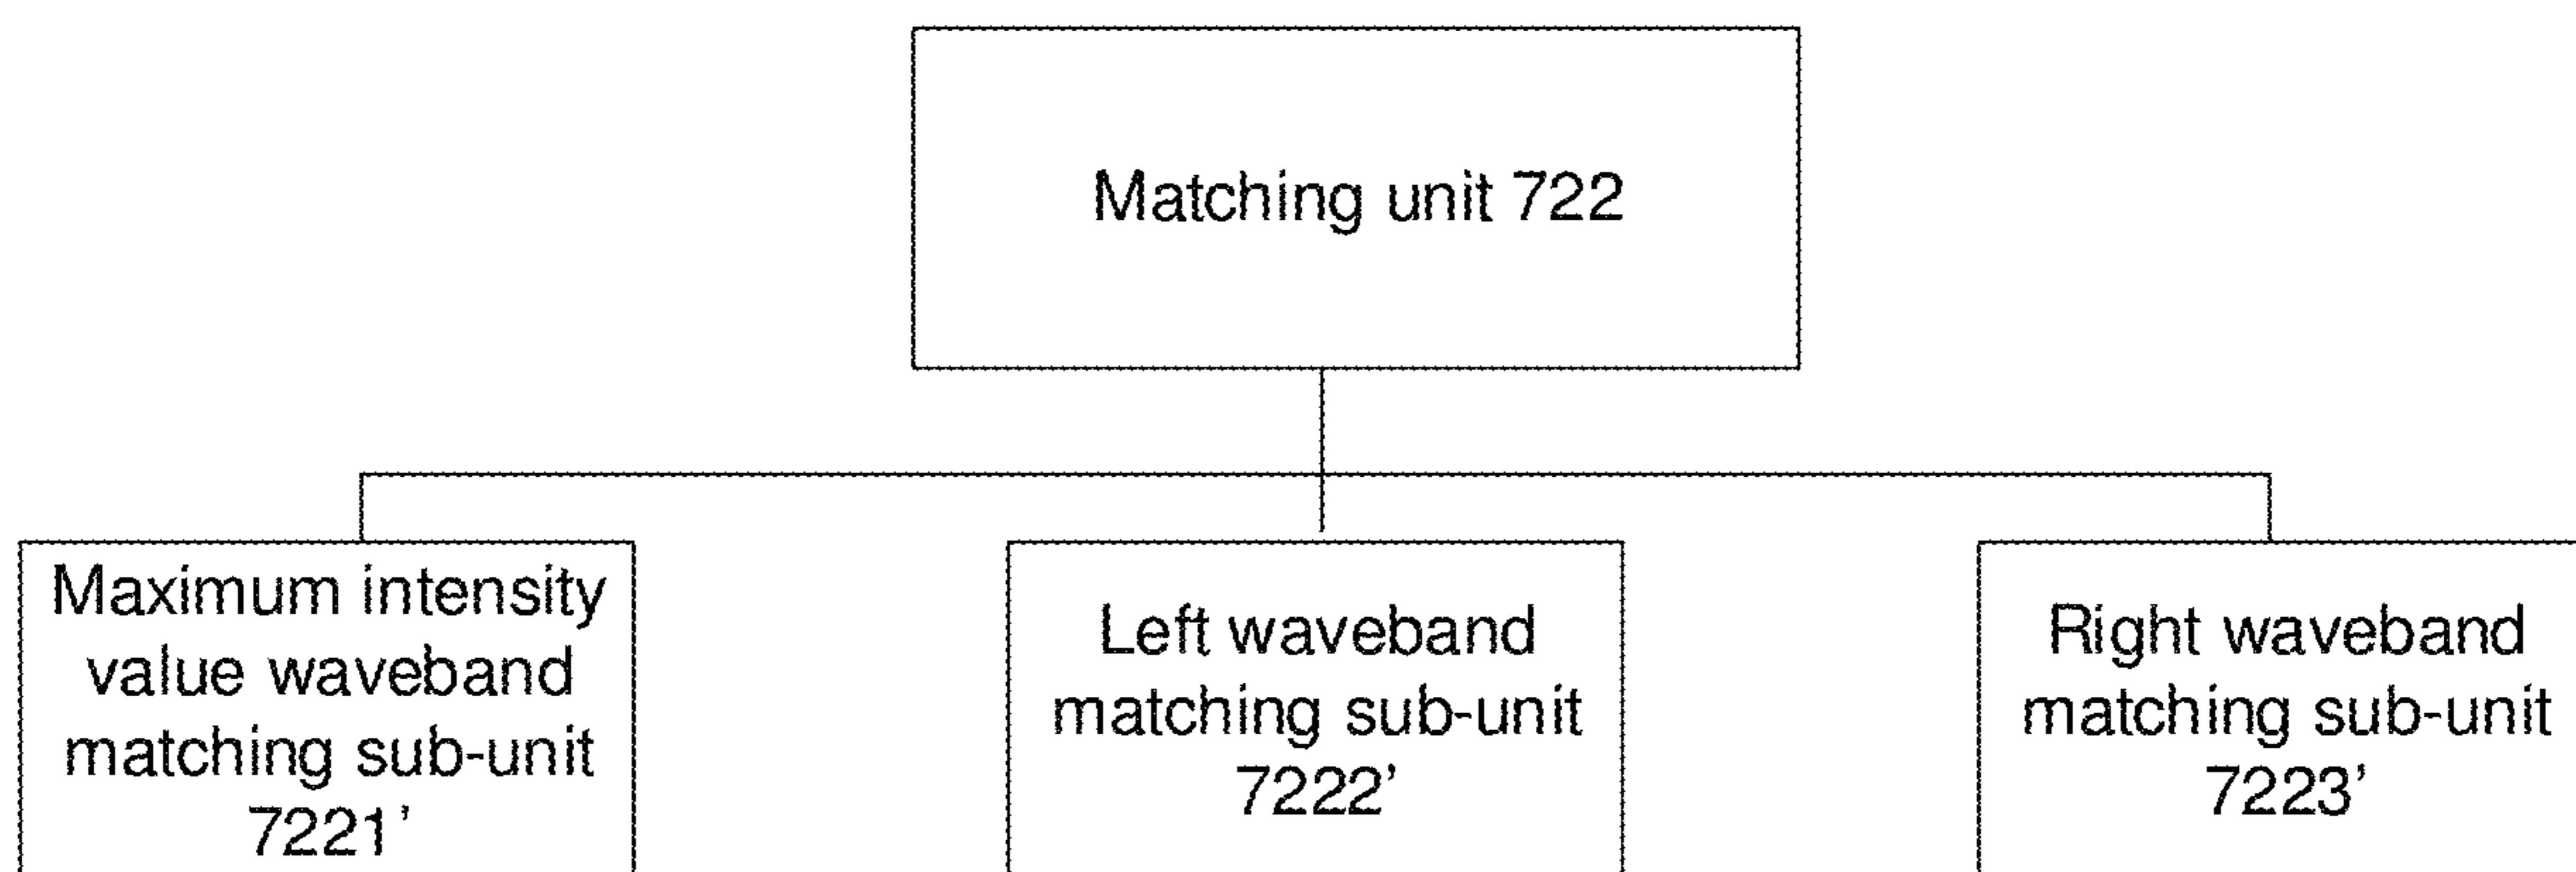 Matching unit 722
Maximum intensity
value waveband
matching sub-unit
7221’
Left waveband
matching sub-unit
7222’
Right waveband
matching sub-unit
7223’